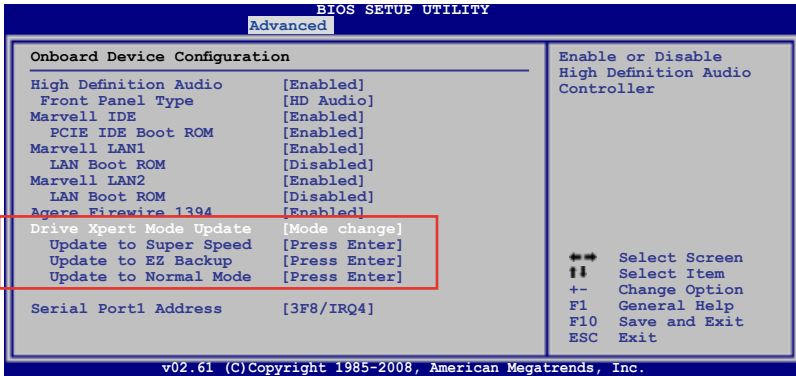 BIOS SETUP UTILITY
Advanced
Onboard Device Configuration
High Definition Audio [Enabled]
Front Panel Type [HD Audio]
Marvell IDE [Enabled]
PCIE IDE Boot ROM [Enabled]
Marvell LAN1 [Enabled]
LAN Boot ROM [Disabled]
Marvell LAN2 [Enabled]
LAN Boot ROM [Disabled]
Agere Firewire 1394 [Enabled]
Drive Xpert Mode Update [Mode change]
Update to Super Speed [Press Enter]
Update to EZ Backup [Press Enter]
Update to Normal Mode [Press Enter]
Serial Port1 Address [3F8/IRQ4]
Enable or Disable
High Definition Audio
Controller
Select Screen
Select Item
+- Change Option
F1 General Help
F10 Save and Exit
ESC Exit
v02.61 (C)Copyright 1985-2008, American Megatrends, Inc.